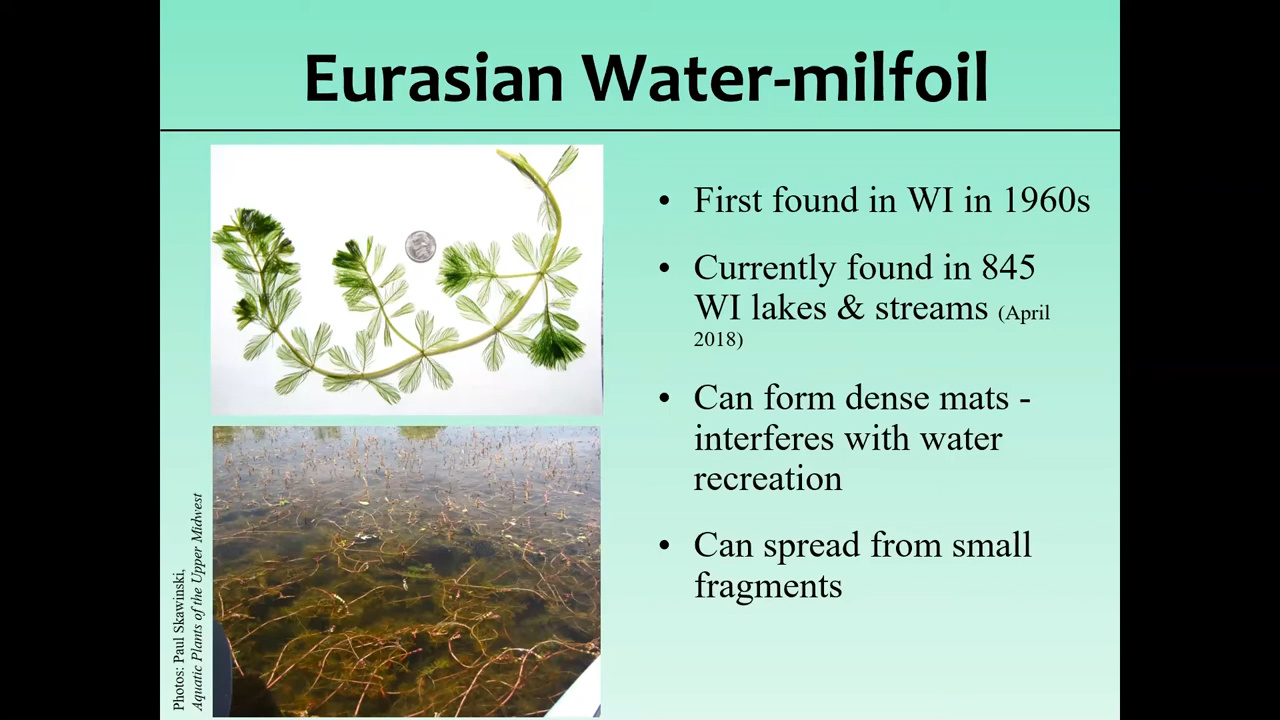 Eurasian Water-milfoil
• First found in WI in 1960s
• Currently found in 845
WI lakes & streams (April
2018)
• Can form dense mats -
interferes with water
recreation
• Can spread from small
fragments
Photos: Paul Skawinski,
Aquatic Plants of the Upper Midwest